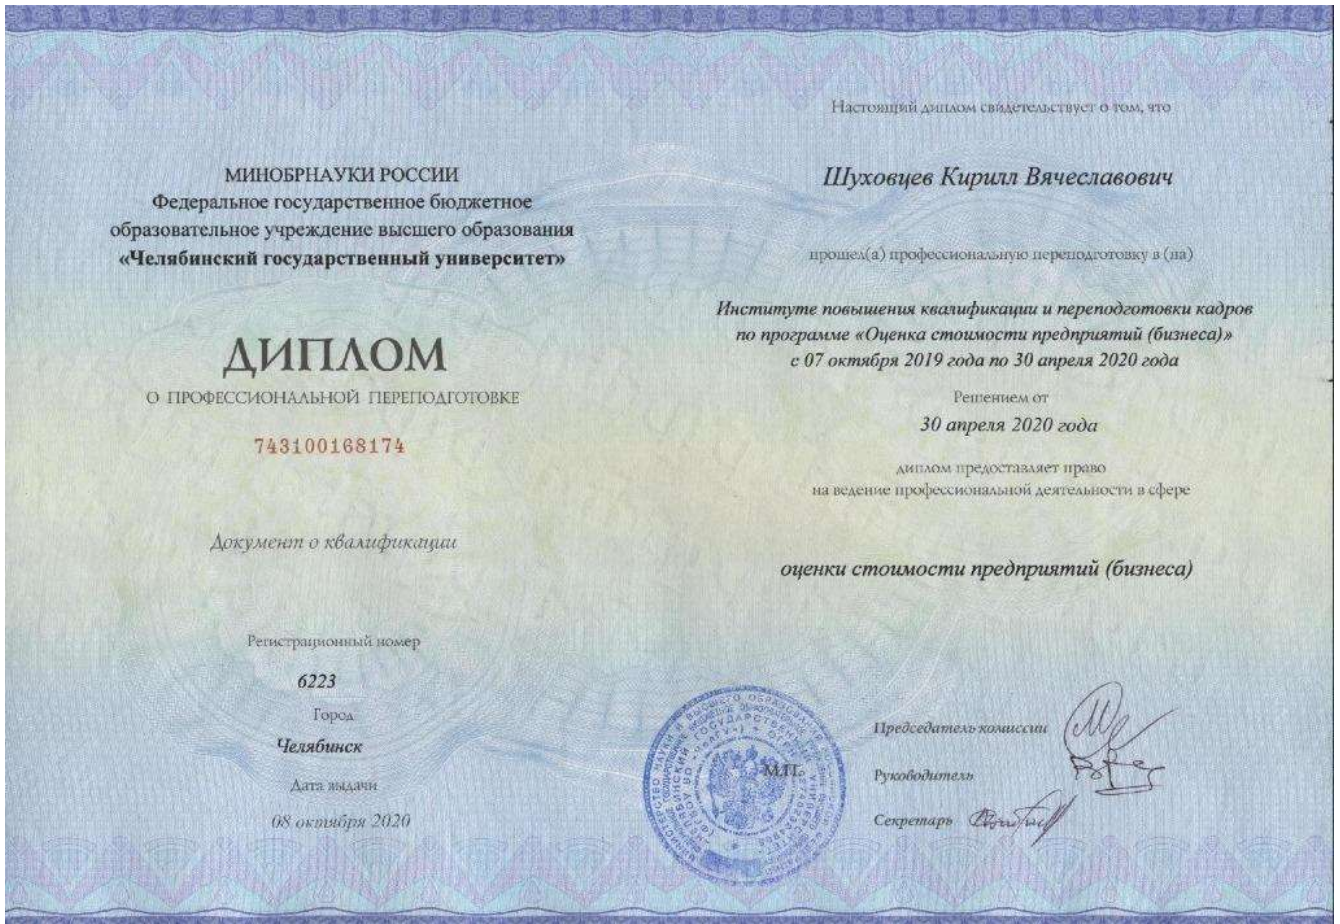 МИНОБРНАУКИ РОССИИ
Федеральное государственное бюджетное
образовательное учреждение высшего образования
«Челябинский государственный университет»
ДИПЛОМ
О ПРОФЕССИОНАЛЬНОЙ ПЕРЕПОДГОТОВКЕ
743100168174
Документ о квалификации
Регистрационный номер
6223
Город
Челябинск
Дата выдачи
08 октября 2020
Настоящий диплом свидетельствует о том, что
Шуховцев Кирилл Вячеславович
прошел(а) профессиональную переподготовку в (на)
Институте повышения квалификации и переподготовки кадров
по программе «Оценка стоимости предприятий (бизнеса)»
с 07 октября 2019 года по 30 апреля 2020 года
Решением от
30 апреля 2020 года
диплом предоставляет право
на ведение профессиональной деятельности в сфере
оценки стоимости предприятий (бизнеса)
М.П.
Председатель комиссии
Руководитель
Секретарь